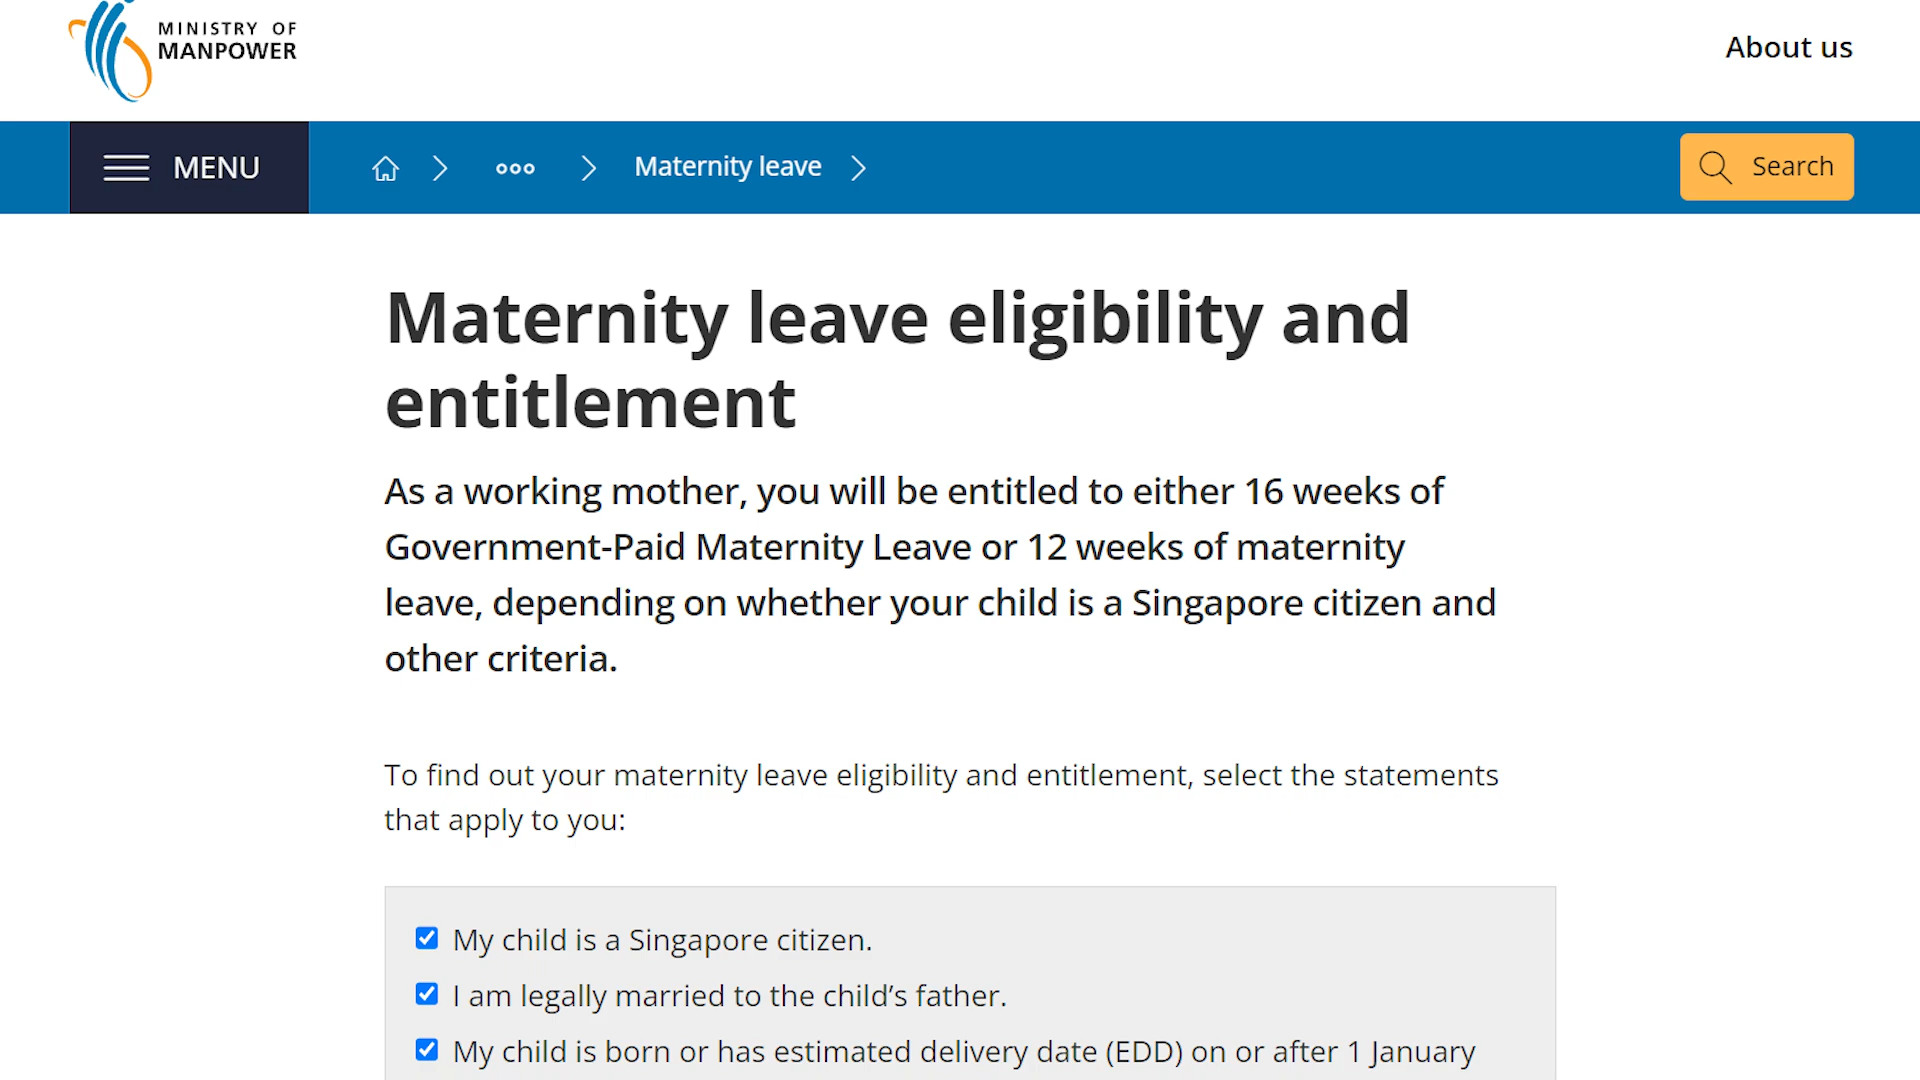 MINISTRY OF
MANPOWER
About us
MENU
Maternity leave
Search
Maternity leave eligibility and
entitlement
As a working mother, you will be entitled to either 16 weeks of
Government-Paid Maternity Leave or 12 weeks of maternity
leave, depending on whether your child is a Singapore citizen and
other criteria.
To find out your maternity leave eligibility and entitlement, select the statements
that apply to you:
My child is a Singapore citizen.
I am legally married to the child’s father.
My child is born or has estimated delivery date (EDD) on or after 1 January